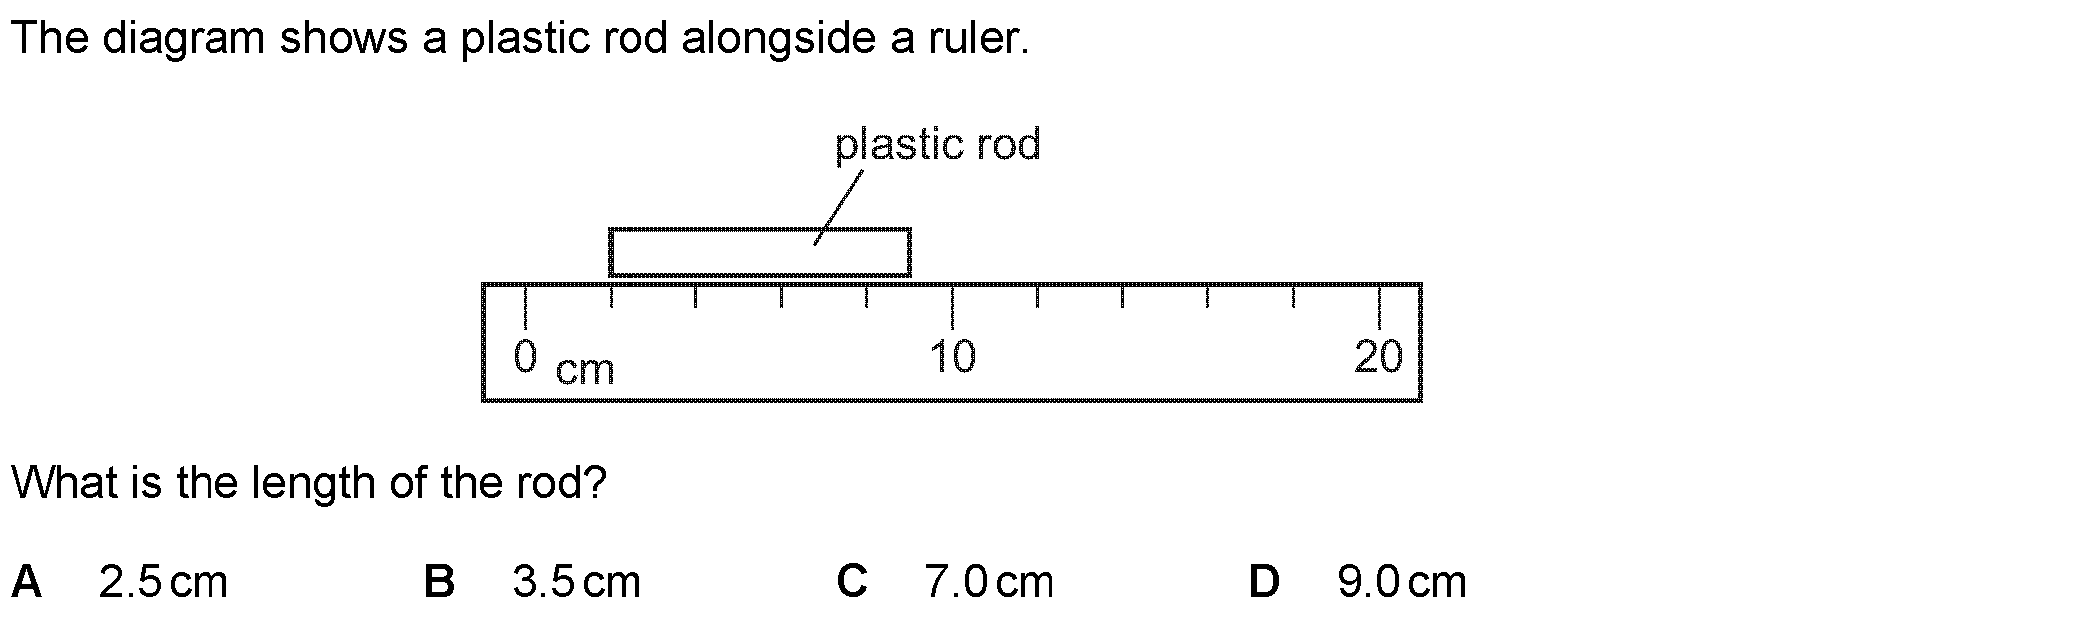 The diagram shows a plastic rod alongside a ruler.
plastic rod
0 cm 10 20
What is the length of the rod?
A 2.5 cm B 3.5 cm C 7.0 cm D 9.0 cm